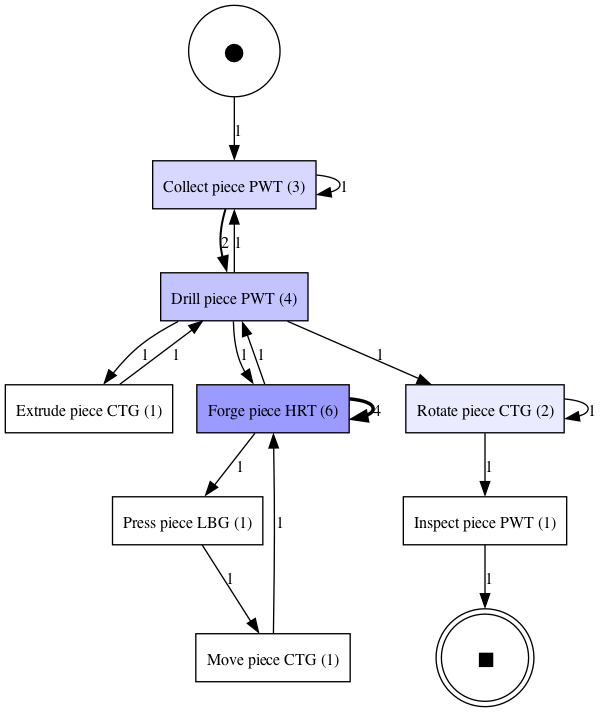 1
Collect piece PWT (3)
1
2
1
Drill piece PWT (4)
1
1
1
1
1
Extrude piece CTG (1)
Forge piece HRT (6)
4
Rotate piece CTG (2)
1
1
1
1
Press piece LBG (1)
Inspect piece PWT (1)
1
1
Move piece CTG (1)